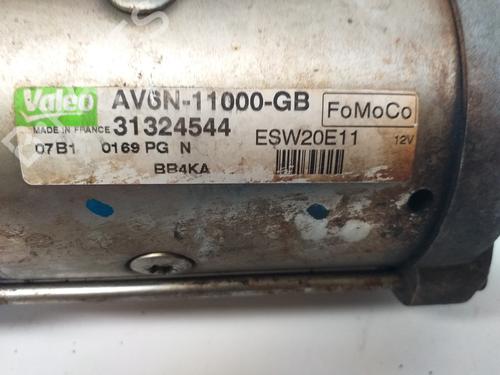 Valeo AV6N-11000-GB FoMoCo
MADE IN FRANCE 31324544 ESW20E11 12V
07B1 0169 PG N
BB4KA